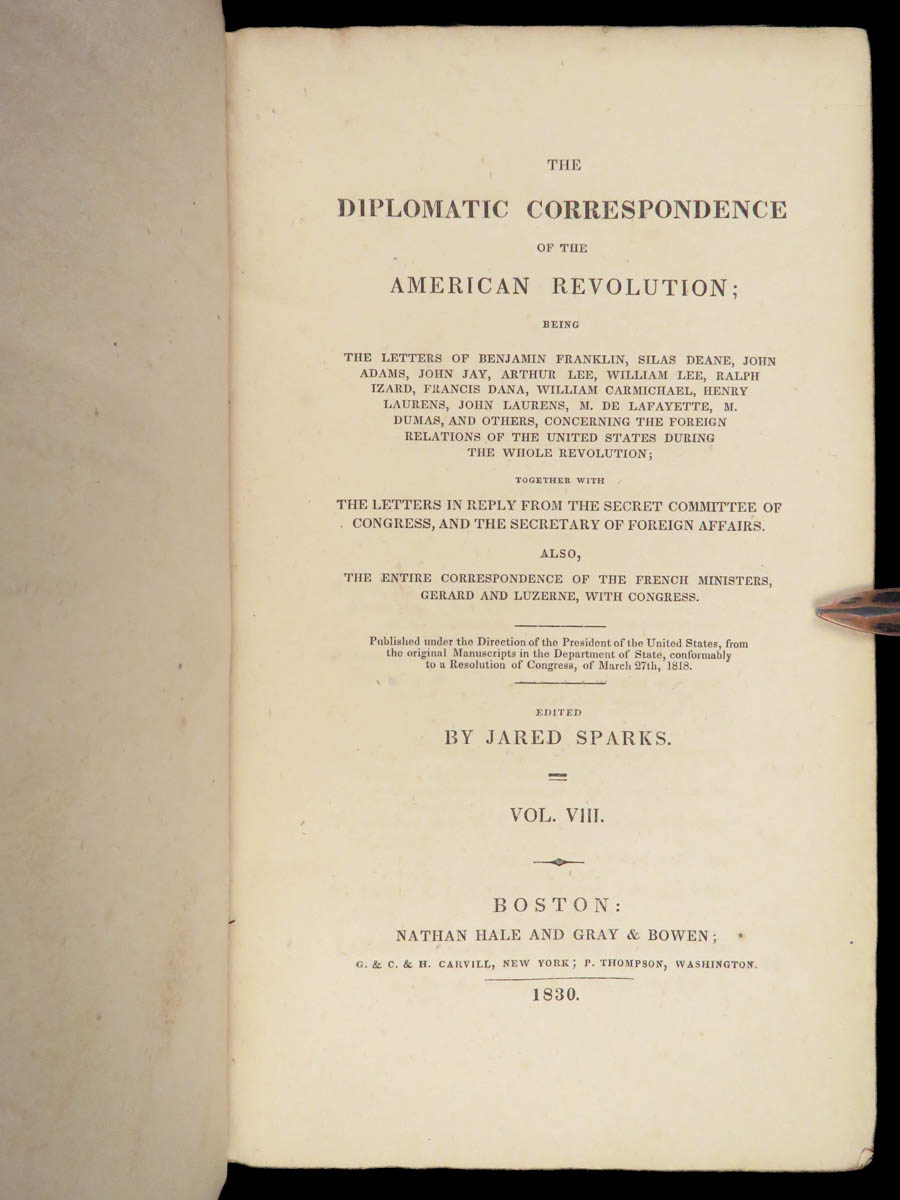 THE
DIPLOMATIC CORRESPONDENCE
OF THE
AMERICAN REVOLUTION;
BEING
THE LETTERS OF BENJAMIN FRANKLIN, SILAS DEANE, JOHN
ADAMS, JOHN JAY, ARTHUR LEE, WILLIAM LEE, RALPH
IZARD, FRANCIS DANA, WILLIAM CARMICHAEL, HENRY
LAURENS, JOHN LAURENS, M. DE LAFAYETTE, M.
DUMAS, AND OTHERS, CONCERNING THE FOREIGN
RELATIONS OF THE UNITED STATES DURING
THE WHOLE REVOLUTION;
TOGETHER WITH
THE LETTERS IN REPLY FROM THE SECRET COMMITTEE OF
CONGRESS, AND THE SECRETARY OF FOREIGN AFFAIRS.
ALSO,
THE ENTIRE CORRESPONDENCE OF THE FRENCH MINISTERS,
GERARD AND LUZERNE, WITH CONGRESS.
Published under the Direction of the President of the United States, from
the original Manuscripts in the Department of State, conformably
to a Resolution of Congress, of March 27th, 1818.
EDITED
BY JARED SPARKS.
VOL. VIII.
BOSTON:
NATHAN HALE AND GRAY & BOWEN;
G. & C. & H. CARVILL, NEW YORK; P. THOMPSON, WASHINGTON.
1830.